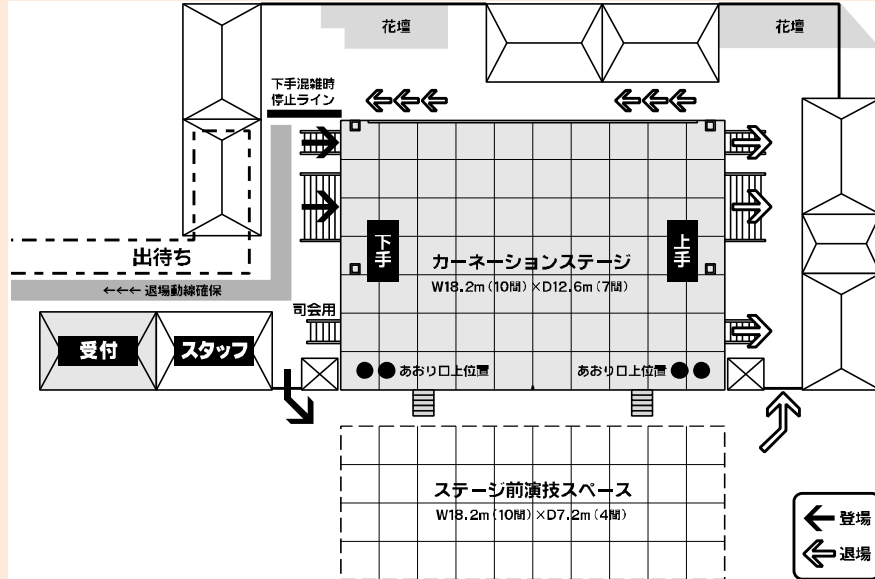 花壇
花壇
下手混雑時
停止ライン
下手
上手
出待ち
カーネーションステージ
W18.2m(10間)×D12.6m(7間)
←←← 退場動線確保
司会用
受付
スタッフ
あおり口上位置
あおり口上位置
ステージ前演技スペース
W18.2m(10間)×D7.2m(4間)
登場
退場